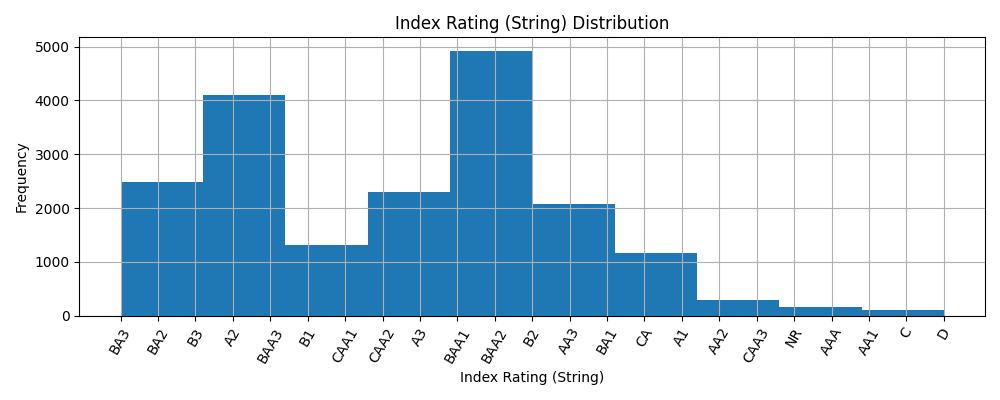 Index Rating (String) Distribution
Frequency
5000
4000
3000
2000
1000
0
BA3 BA2 B3 A2 BAA3 B1 CAA1 CAA2 A3 BAA1 BAA2 B2 AA3 BA1 CA A1 AA2 CAA3 NR AAA AA1 C D
Index Rating (String)